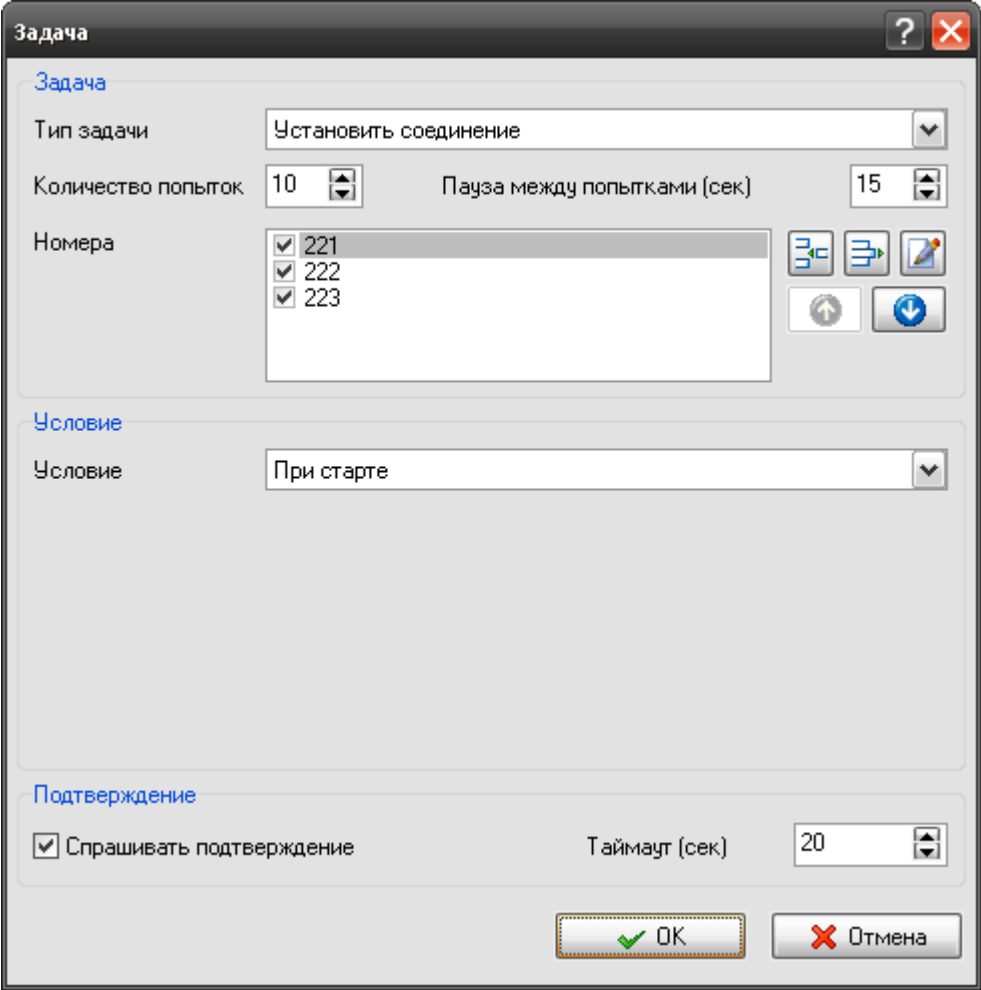 Задача
Задача
Тип задачи Установить соединение
Количество попыток 10 Пауза между попытками (сек) 15
Номера 221
222
223
Условие
Условие При старте
Подтверждение
Спрашивать подтверждение Таймаут (сек) 20
OK Отмена